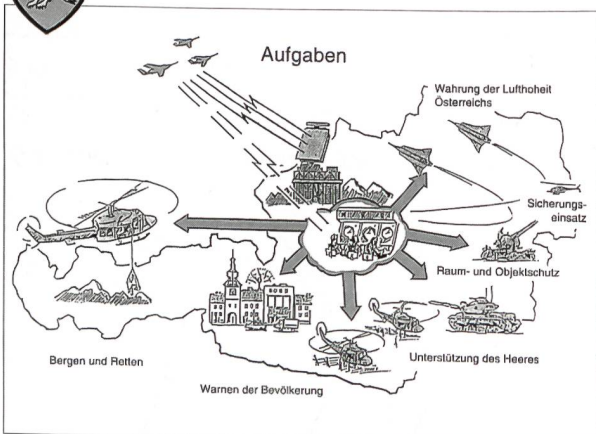 Aufgaben
Wahrung der Lufthoheit
Österreichs
Sicherungs-
einsatz
Raum- und Objektschutz
Unterstützung des Heeres
Warnen der Bevölkerung
Bergen und Retten